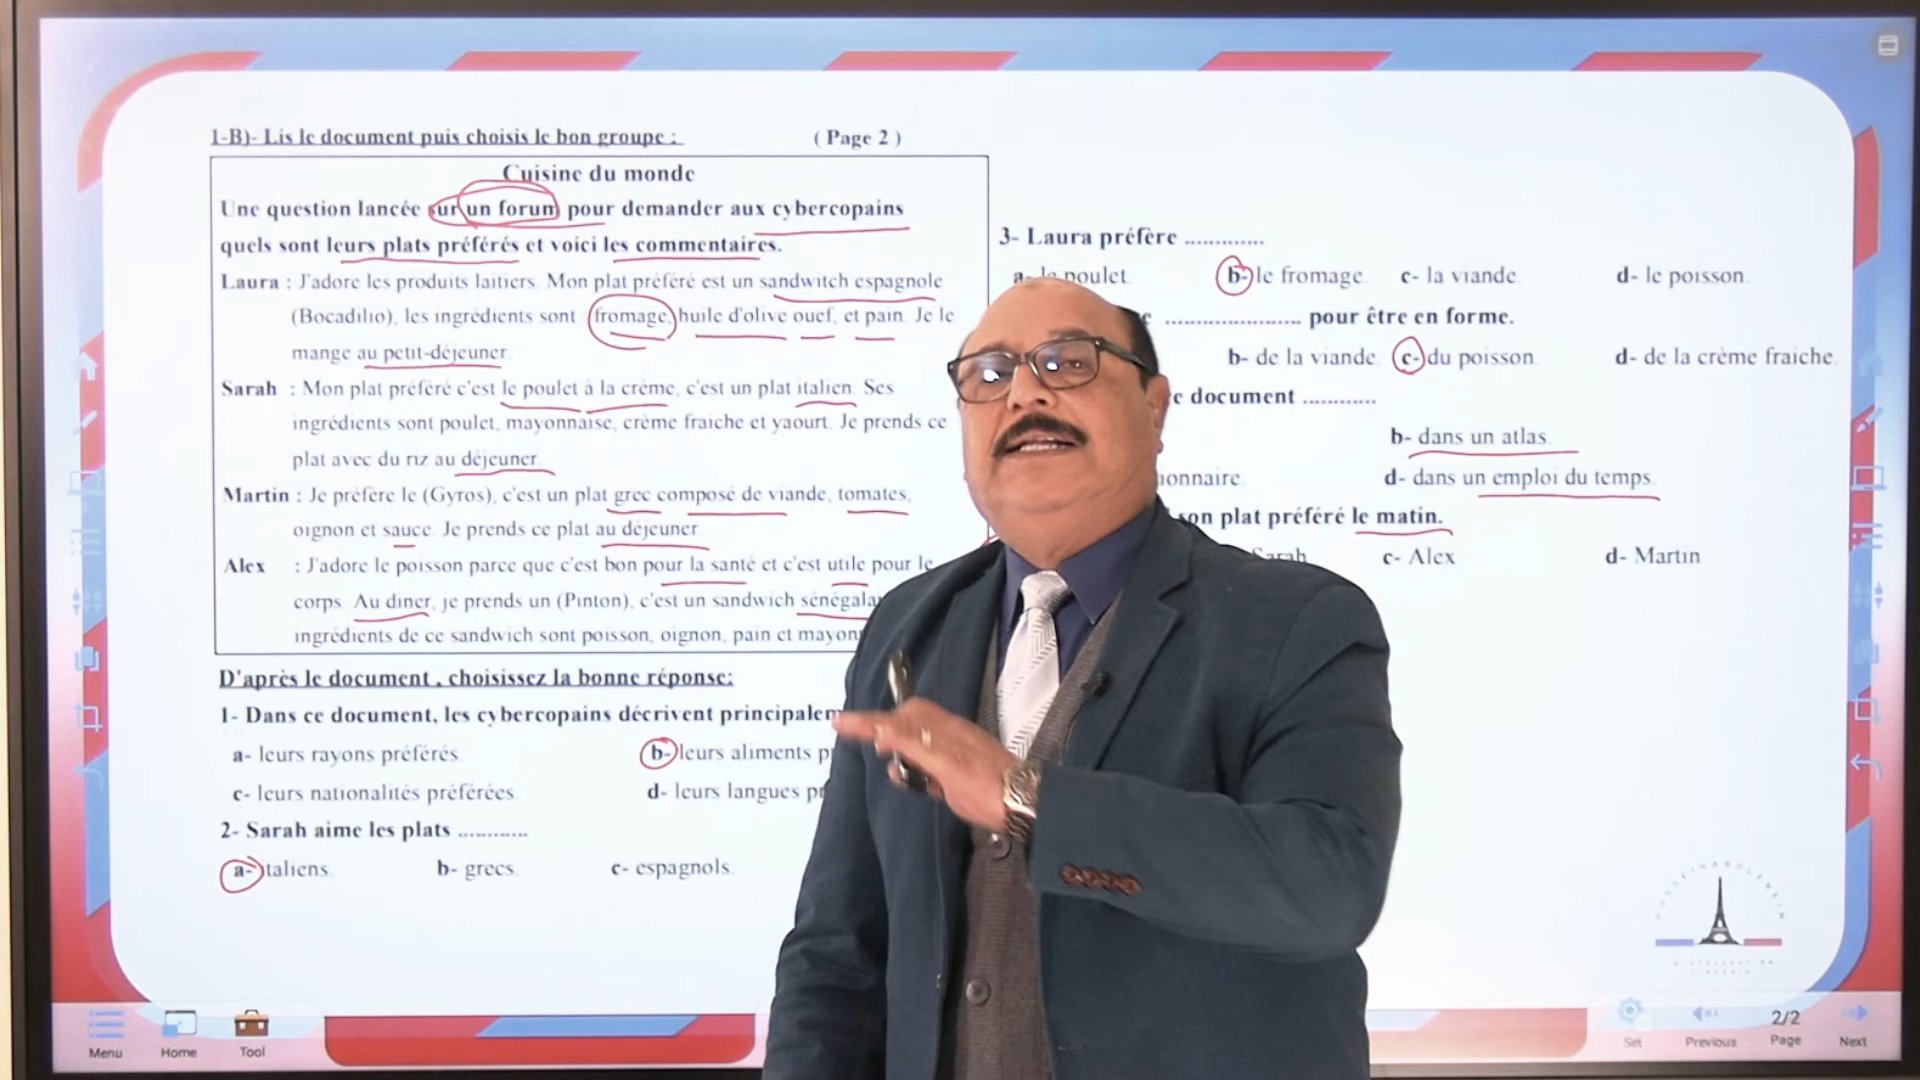 1-B)- Lis le document puis choisis le bon groupe :
( Page 2 )
Cuisine du monde
Une question lancée sur un forum pour demander aux cybercopains
quels sont leurs plats préférés et voici les commentaires.
Laura : J'adore les produits laitiers. Mon plat préféré est un sandwitch espagnole
(Bocadilio), les ingrédients sont : fromage, huile d'olive ouef, et pain. Je le
mange au petit-déjeuner.
Sarah : Mon plat préféré c'est le poulet à la crème, c'est un plat italien. Ses
ingrédients sont poulet, mayonnaise, crème fraiche et yaourt. Je prends ce
plat avec du riz au déjeuner.
Martin : Je préfère le (Gyros), c'est un plat grec composé de viande, tomates,
oignon et sauce. Je prends ce plat au déjeuner.
Alex : J'adore le poisson parce que c'est bon pour la santé et c'est utile pour le
corps. Au diner, je prends un (Pinton), c'est un sandwich
ingrédients de ce sandwich sont poisson, oignon, pain et
D'après le document , choisissez la bonne réponse:
1- Dans ce document, les cybercopains décrivent
a- leurs rayons préférés.
b- leurs aliments
c- leurs nationalités préférées.
d- leurs langues
2- Sarah aime les plats ............
a- italiens.
b- grecs.
c- espagnols.
3- Laura préfère .............
a- le poulet.
b- le fromage.
c- la viande.
d- le poisson.
...................... pour être en forme.
b- de la viande.
c- du poisson.
d- de la crème fraiche.
document ............
b- dans un atlas.
d- dans un emploi du temps.
son plat préféré le matin.
Sarah
c- Alex
d- Martin
HUSSEIN ABOLENEIN
Menu
Home
Tool
Set
Previous
2/2
Page
Next